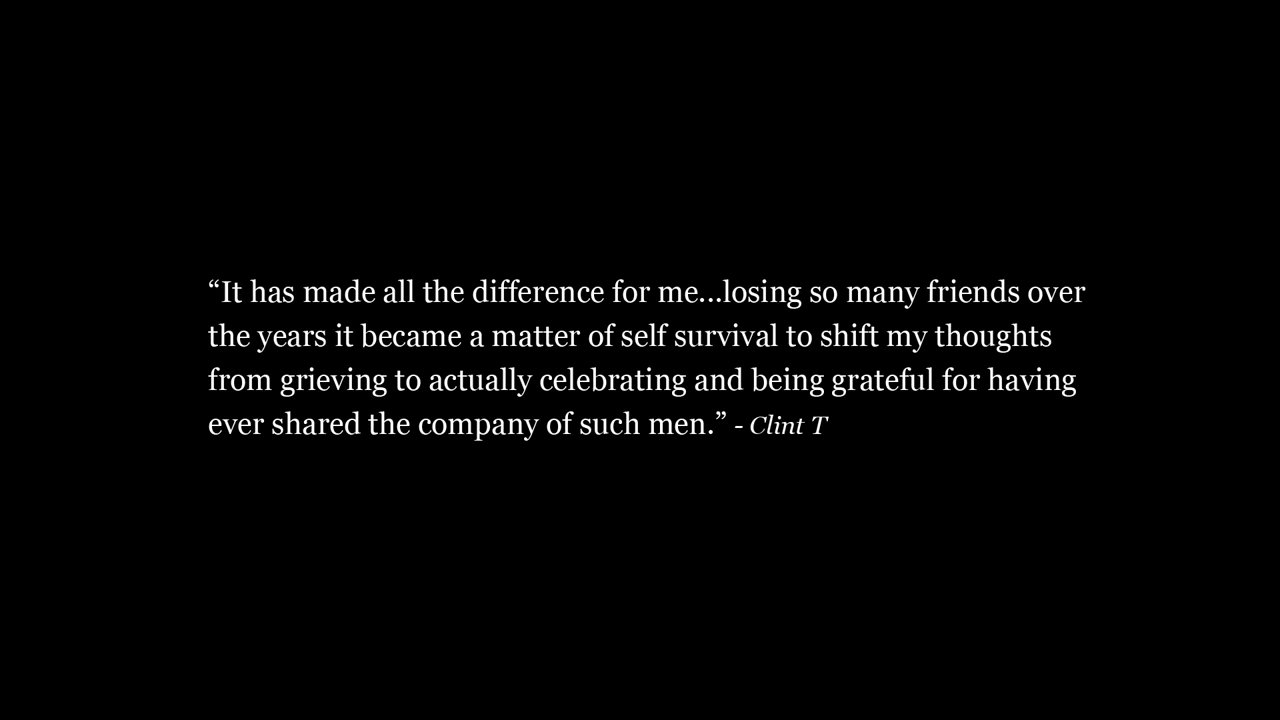 “It has made all the difference for me...losing so many friends over
the years it became a matter of self survival to shift my thoughts
from grieving to actually celebrating and being grateful for having
ever shared the company of such men.” - Clint T